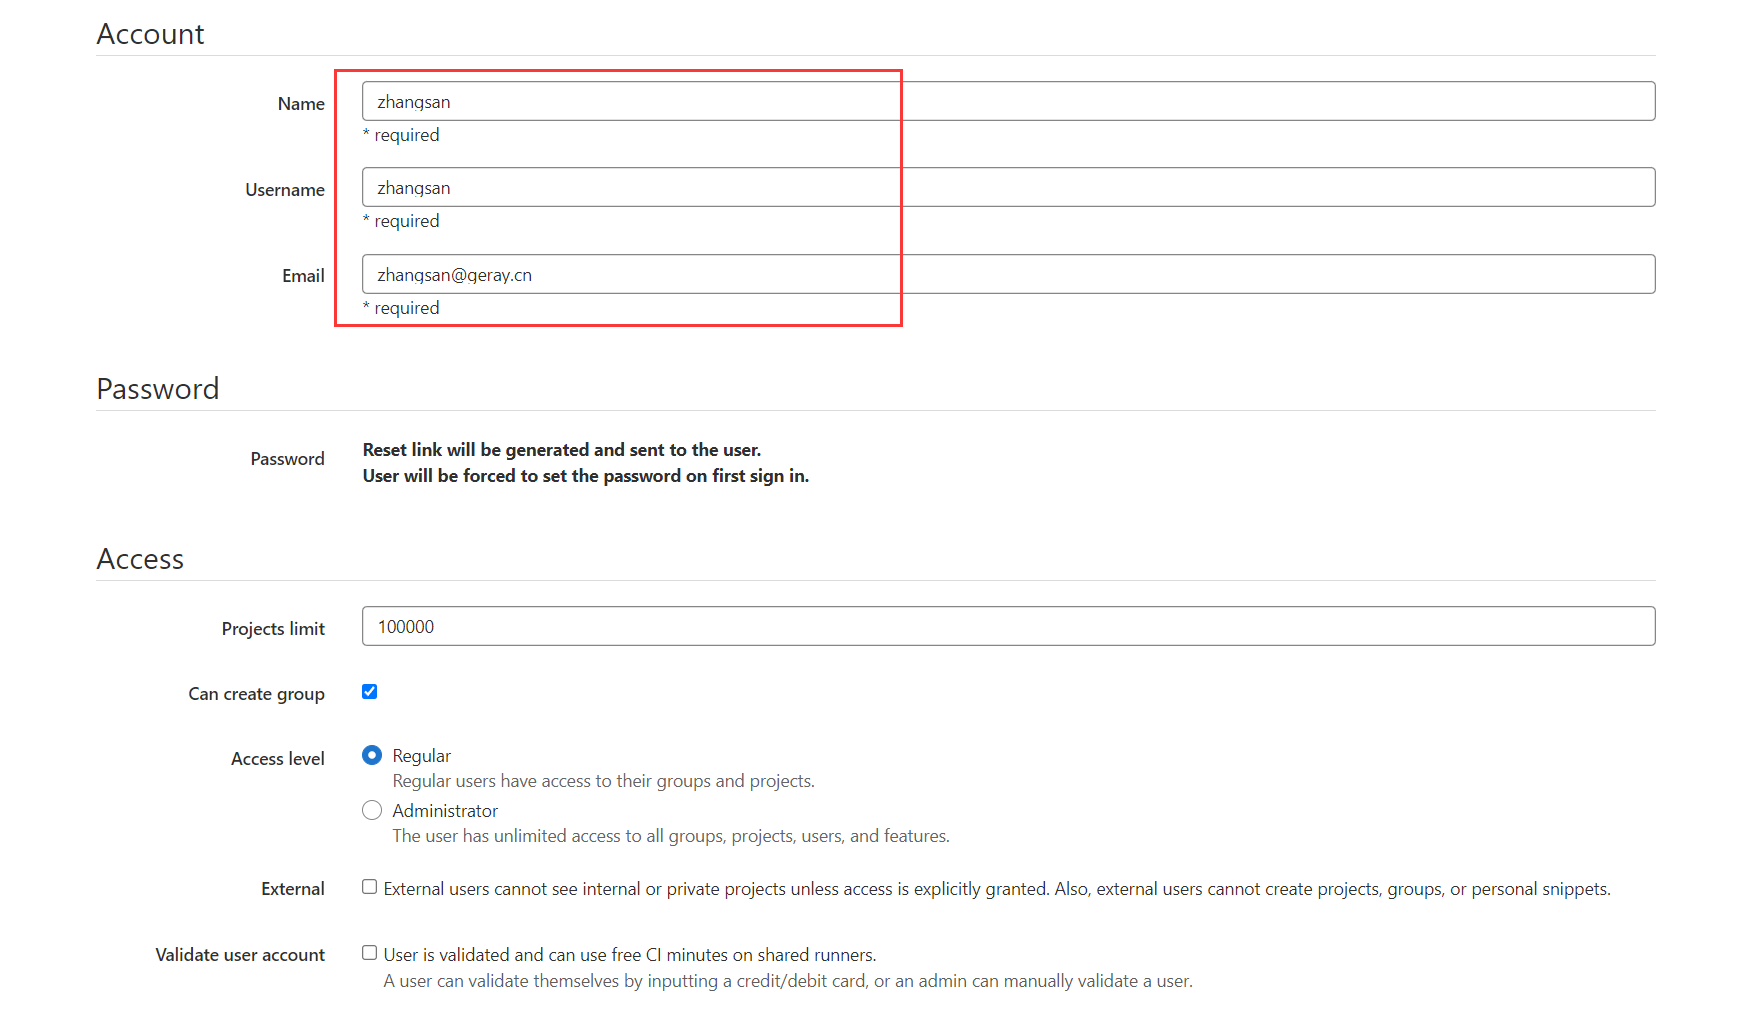 Account
Name
zhangsan
* required
Username
zhangsan
* required
Email
zhangsan@geray.cn
* required
Password
Password
Reset link will be generated and sent to the user.
User will be forced to set the password on first sign in.
Access
Projects limit
100000
Can create group
Access level
Regular
Regular users have access to their groups and projects.
Administrator
The user has unlimited access to all groups, projects, users, and features.
External
External users cannot see internal or private projects unless access is explicitly granted. Also, external users cannot create projects, groups, or personal snippets.
Validate user account
User is validated and can use free CI minutes on shared runners.
A user can validate themselves by inputting a credit/debit card, or an admin can manually validate a user.